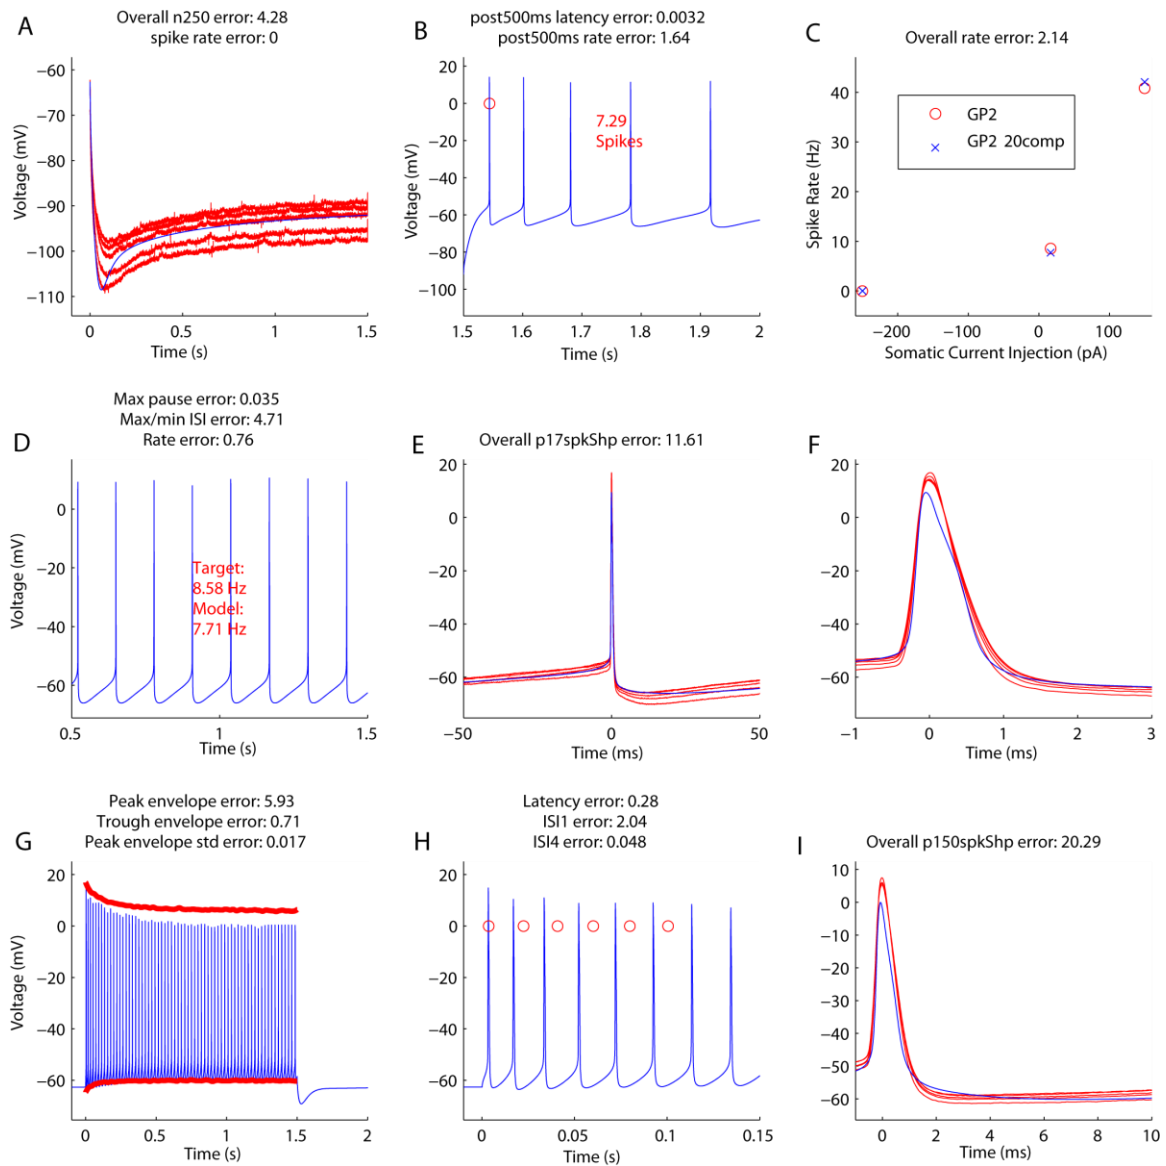 A
Overall n250 error: 4.28
spike rate error: 0
Voltage (mV)
−60
−70
−80
−90
−100
−110
0
0.5
1
1.5
Time (s)
B
post500ms latency error: 0.0032
post500ms rate error: 1.64
Voltage (mV)
20
0
−20
−40
−60
−80
−100
7.29
Spikes
1.5
1.6
1.7
1.8
1.9
2
Time (s)
C
Overall rate error: 2.14
Spike Rate (Hz)
40
30
20
10
0
GP2
GP2 20comp
−200
−100
0
100
Somatic Current Injection (pA)
D
Max pause error: 0.035
Max/min ISI error: 4.71
Rate error: 0.76
Voltage (mV)
0
−20
−40
−60
Target:
8.58 Hz
Model:
7.71 Hz
0.5
1
1.5
Time (s)
E
Overall p17spkShp error: 11.61
20
0
−20
−40
−60
−50
0
50
Time (ms)
F
20
0
−20
−40
−60
−1
0
1
2
3
Time (ms)
G
Peak envelope error: 5.93
Trough envelope error: 0.71
Peak envelope std error: 0.017
Voltage (mV)
20
0
−20
−40
−60
0
0.5
1
1.5
2
Time (s)
H
Latency error: 0.28
ISI1 error: 2.04
ISI4 error: 0.048
20
0
−20
−40
−60
0
0.05
0.1
0.15
Time (s)
I
Overall p150spkShp error: 20.29
10
0
−10
−20
−30
−40
−50
−60
0
2
4
6
8
10
Time (ms)